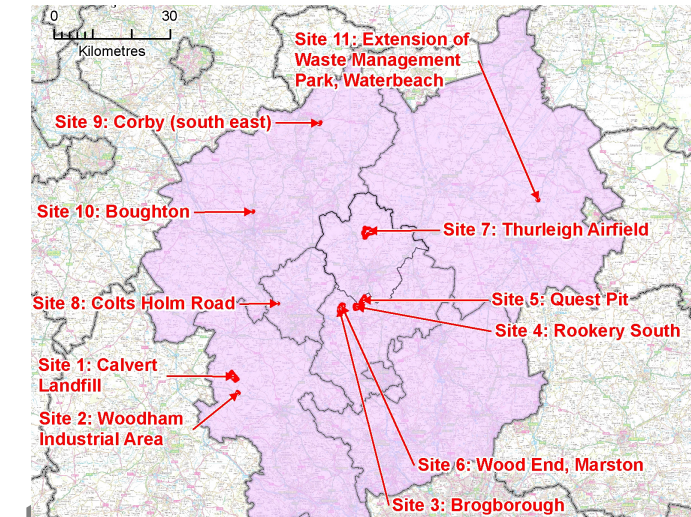 0 30
Kilometres
Site 11: Extension of
Waste Management
Park, Waterbeach
Site 9: Corby (south east)
Site 10: Boughton
Site 7: Thurleigh Airfield
Site 8: Colts Holm Road
Site 5: Quest Pit
Site 4: Rookery South
Site 1: Calvert
Landfill
Site 2: Woodham
Industrial Area
Site 6: Wood End, Marston
Site 3: Brogborough